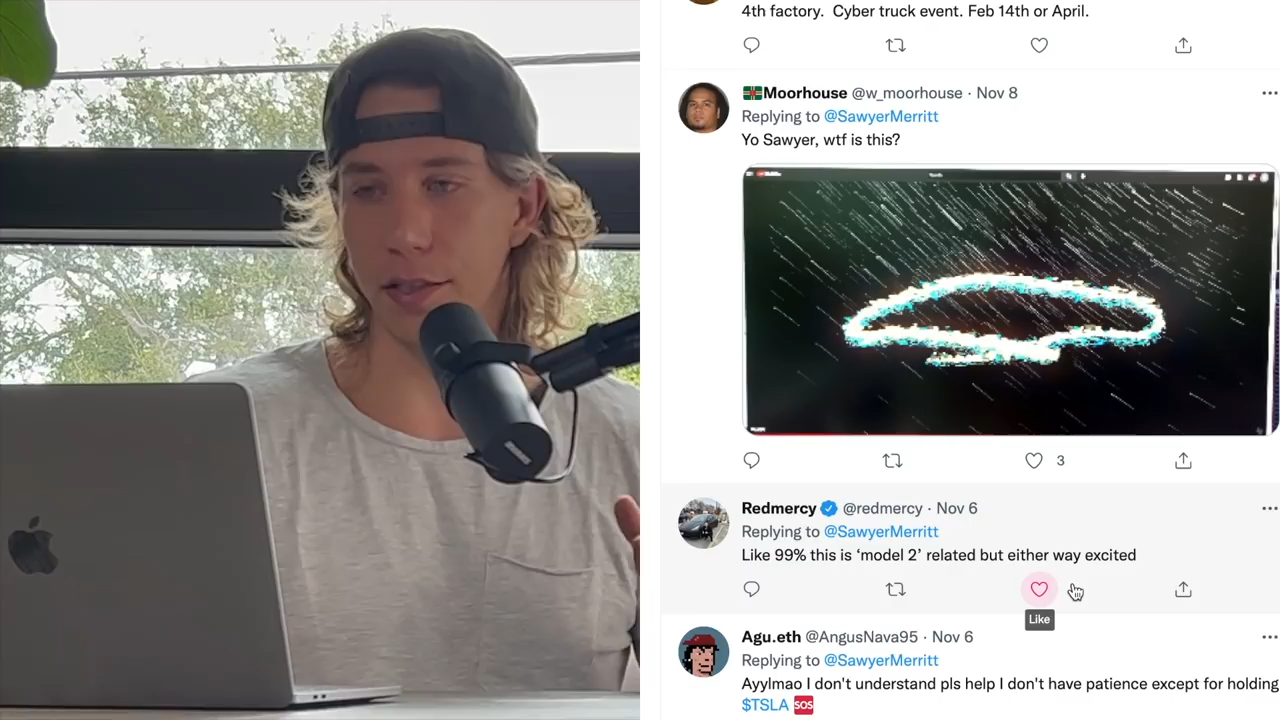 4th factory. Cyber truck event. Feb 14th or April.
Moorhouse @w_moorhouse · Nov 8
Replying to @SawyerMerritt
Yo Sawyer, wtf is this?
3
Redmercy @redmercy · Nov 6
Replying to @SawyerMerritt
Like 99% this is ‘model 2’ related but either way excited
Like
Agu.eth @AngusNava95 · Nov 6
Replying to @SawyerMerritt
Ayylmao I don't understand pls help I don't have patience except for holding
$TSLA 🆘